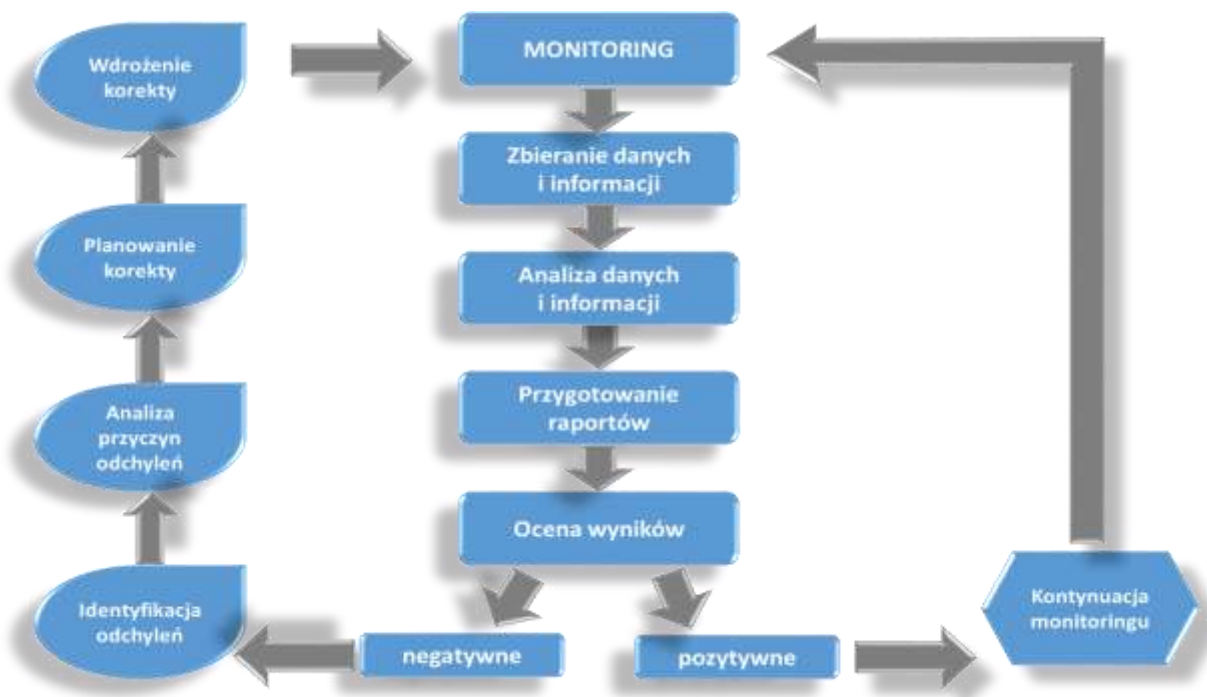 MONITORING
Zbieranie danych
i informacji
Analiza danych
i informacji
Przygotowanie
raportów
Ocena wyników
negatywne
pozytywne
Identyfikacja
odchyleń
Analiza
przyczyn
odchyleń
Planowanie
korekty
Wdrożenie
korekty
Kontynuacja
monitoringu